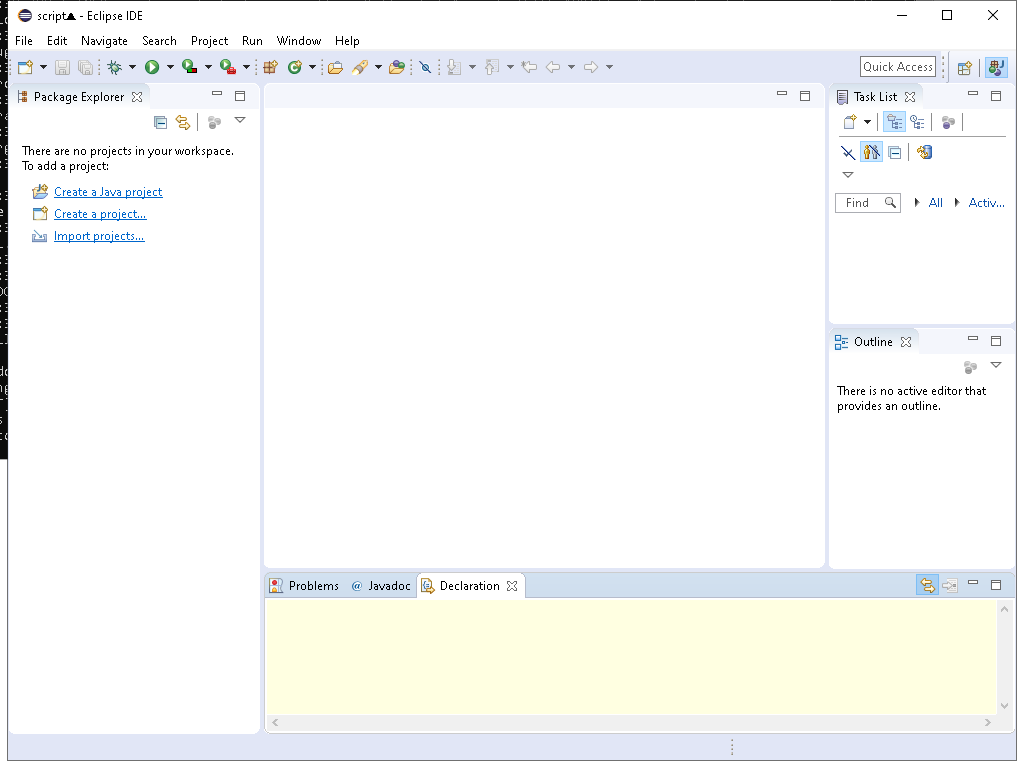 script▲ - Eclipse IDE
File Edit Navigate Search Project Run Window Help
Quick Access
Package Explorer
There are no projects in your workspace.
To add a project:
Create a Java project
Create a project...
Import projects...
Task List
Find
All
Activ...
Outline
There is no active editor that
provides an outline.
Problems @ Javadoc Declaration